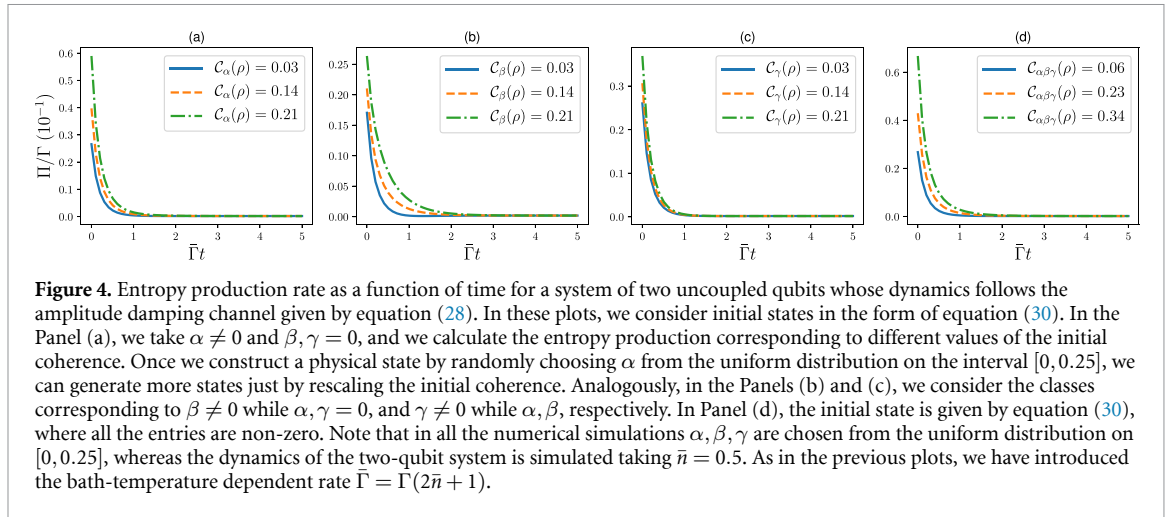 (a) (b) (c) (d)
0.6 0.5 0.4 0.3 0.2 0.1 0.0
Π/Γ (10⁻¹)
𝒞_α(ρ) = 0.03
𝒞_α(ρ) = 0.14
𝒞_α(ρ) = 0.21
0 1 2 3 4 5
Γ̄t
0.25 0.20 0.15 0.10 0.05 0.00
𝒞_β(ρ) = 0.03
𝒞_β(ρ) = 0.14
𝒞_β(ρ) = 0.21
0 1 2 3 4 5
Γ̄t
0.3 0.2 0.1 0.0
𝒞_γ(ρ) = 0.03
𝒞_γ(ρ) = 0.14
𝒞_γ(ρ) = 0.21
0 1 2 3 4 5
Γ̄t
0.6 0.4 0.2 0.0
𝒞_αβγ(ρ) = 0.06
𝒞_αβγ(ρ) = 0.23
𝒞_αβγ(ρ) = 0.34
0 1 2 3 4 5
Γ̄t
Figure 4. Entropy production rate as a function of time for a system of two uncoupled qubits whose dynamics follows the
amplitude damping channel given by equation (28). In these plots, we consider initial states in the form of equation (30). In the
Panel (a), we take α ≠ 0 and β, γ = 0, and we calculate the entropy production corresponding to different values of the initial
coherence. Once we construct a physical state by randomly choosing α from the uniform distribution on the interval [0, 0.25], we
can generate more states just by rescaling the initial coherence. Analogously, in the Panels (b) and (c), we consider the classes
corresponding to β ≠ 0 while α, γ = 0, and γ ≠ 0 while α, β, respectively. In Panel (d), the initial state is given by equation (30),
where all the entries are non-zero. Note that in all the numerical simulations α, β, γ are chosen from the uniform distribution on
[0, 0.25], whereas the dynamics of the two-qubit system is simulated taking n̄ = 0.5. As in the previous plots, we have introduced
the bath-temperature dependent rate Γ̄ = Γ(2n̄ + 1).